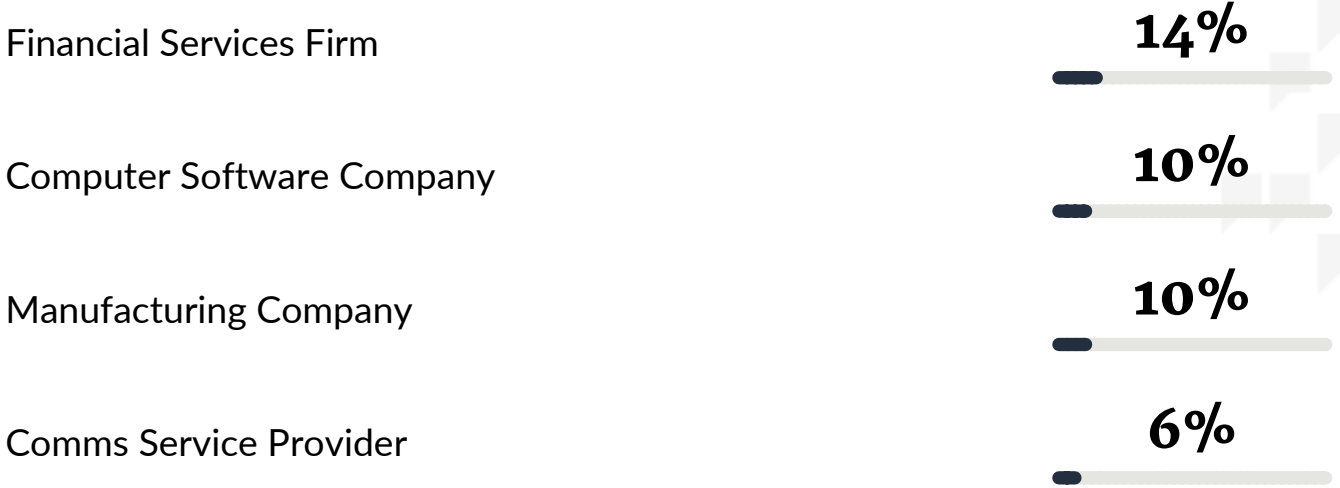 Financial Services Firm 14%
Computer Software Company 10%
Manufacturing Company 10%
Comms Service Provider 6%